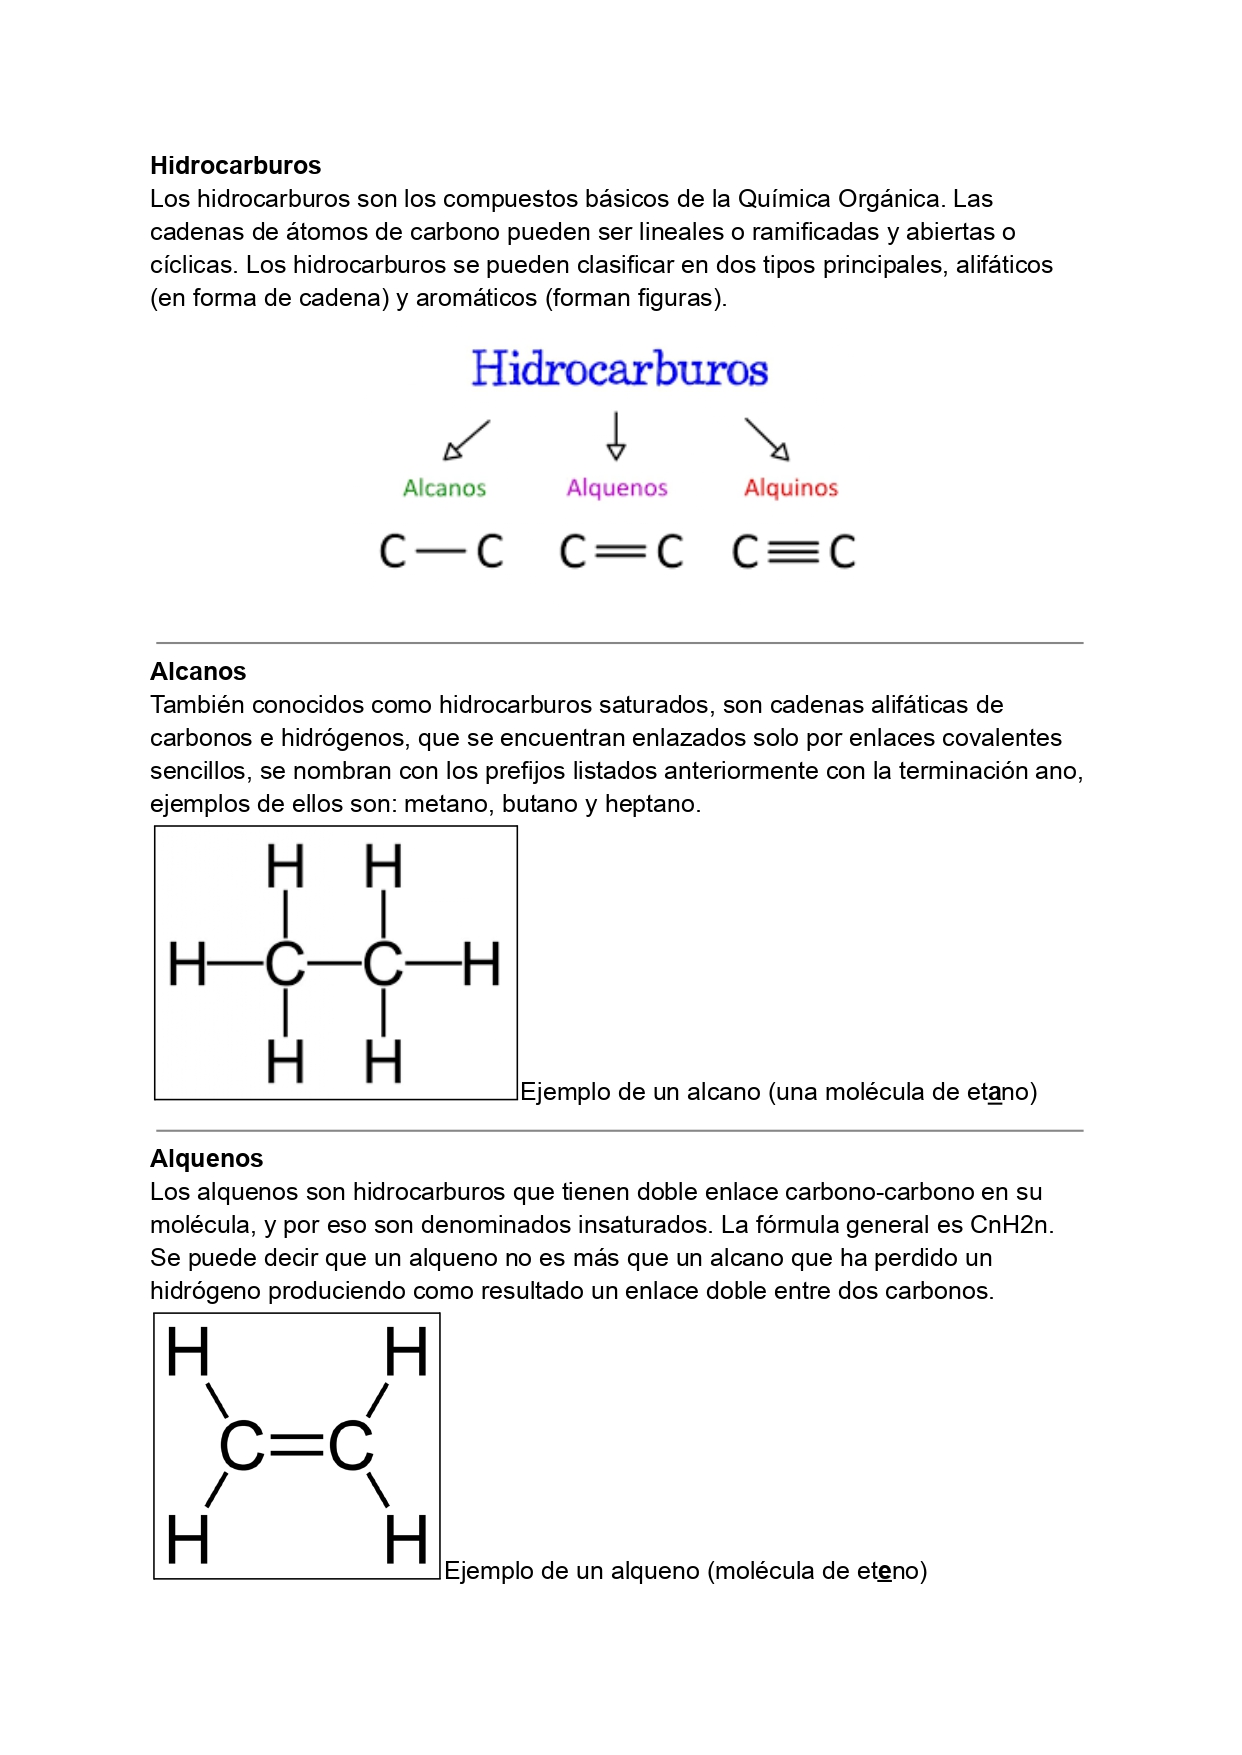 Hidrocarburos
Los hidrocarburos son los compuestos básicos de la Química Orgánica. Las
cadenas de átomos de carbono pueden ser lineales o ramificadas y abiertas o
cíclicas. Los hidrocarburos se pueden clasificar en dos tipos principales, alifáticos
(en forma de cadena) y aromáticos (forman figuras).
Hidrocarburos
Alcanos Alquenos Alquinos
C — C C = C C ≡ C
Alcanos
También conocidos como hidrocarburos saturados, son cadenas alifáticas de
carbonos e hidrógenos, que se encuentran enlazados solo por enlaces covalentes
sencillos, se nombran con los prefijos listados anteriormente con la terminación ano,
ejemplos de ellos son: metano, butano y heptano.
H H
H—C—C—H
H H
Ejemplo de un alcano (una molécula de etano)
Alquenos
Los alquenos son hidrocarburos que tienen doble enlace carbono-carbono en su
molécula, y por eso son denominados insaturados. La fórmula general es CnH2n.
Se puede decir que un alqueno no es más que un alcano que ha perdido un
hidrógeno produciendo como resultado un enlace doble entre dos carbonos.
H H
C=C
H H
Ejemplo de un alqueno (molécula de eteno)